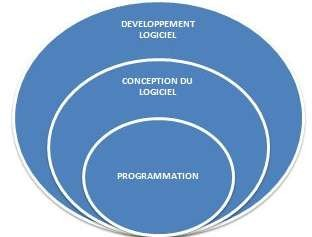 DEVELOPPEMENT
LOGICIEL
CONCEPTION DU
LOGICIEL
PROGRAMMATION